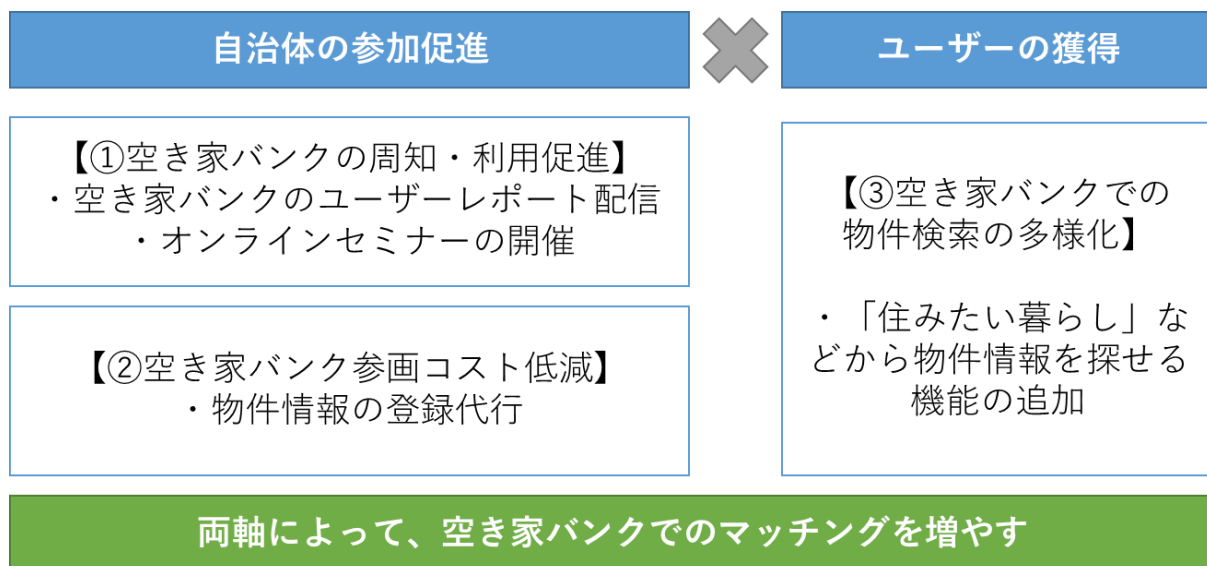 自治体の参加促進
ユーザーの獲得
【①空き家バンクの周知・利用促進】
・空き家バンクのユーザーレポート配信
・オンラインセミナーの開催
【②空き家バンク参画コスト低減】
・物件情報の登録代行
【③空き家バンクでの
物件検索の多様化】
・「住みたい暮らし」な
どから物件情報を探せる
機能の追加
両軸によって、空き家バンクでのマッチングを増やす